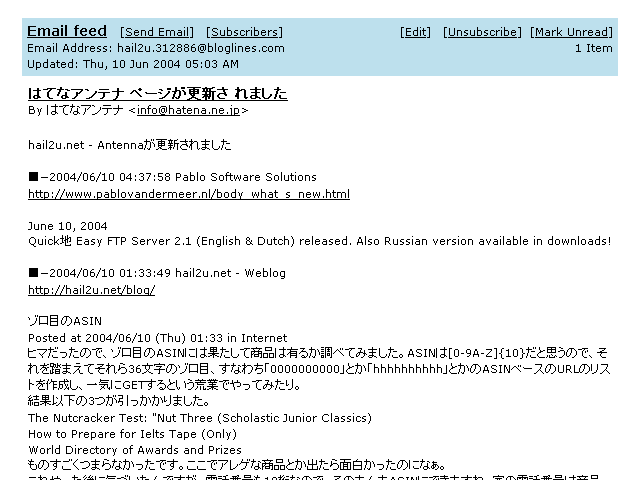 Email feed [Send Email] [Subscribers] [Edit] [Unsubscribe] [Mark Unread]
Email Address: hail2u.312886@bloglines.com 1 Item
Updated: Thu, 10 Jun 2004 05:03 AM
はてなアンテナ ページが更新さ れました
By はてなアンテナ <info@hatena.ne.jp>
hail2u.net - Antennaが更新されました
■−2004/06/10 04:37:58 Pablo Software Solutions
http://www.pablovandermeer.nl/body_what_s_new.html
June 10, 2004
Quick地 Easy FTP Server 2.1 (English & Dutch) released. Also Russian version available in downloads!
■−2004/06/10 01:33:49 hail2u.net - Weblog
http://hail2u.net/blog/
ゾロ目のASIN
Posted at 2004/06/10 (Thu) 01:33 in Internet
ヒマだったので、ゾロ目のASINには果たして商品は有るか調べてみました。ASINは[0-9A-Z]{10}だと思うので、そ
れを踏まえてそれら36文字のゾロ目、すなわち「0000000000」とか「hhhhhhhhhh」とかのASINベースのURLのリス
トを作成し、一気にGETするという荒業でやってみたり。
結果以下の3つが引っかかりました。
The Nutcracker Test: "Nut Three (Scholastic Junior Classics)
How to Prepare for Ielts Tape (Only)
World Directory of Awards and Prizes
ものすごくつまらなかったです。ここでアレゲな商品とか出たら面白かったのになぁ。